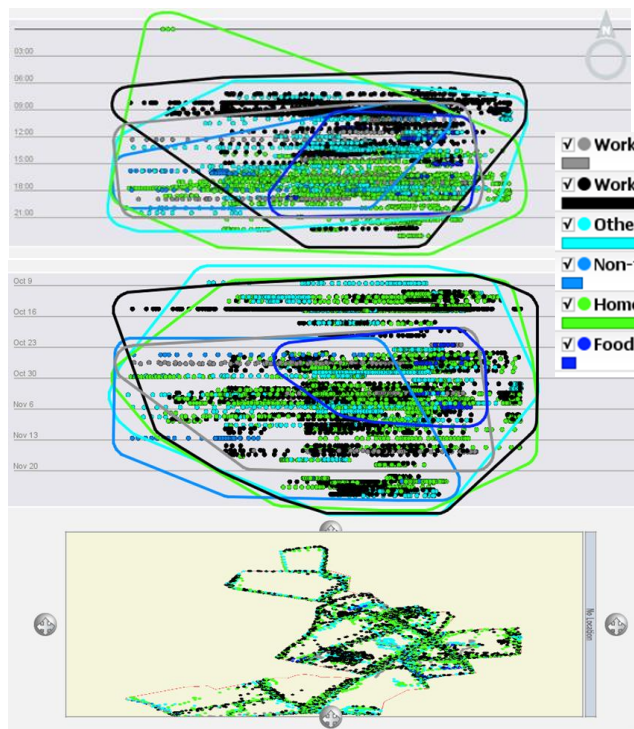 N
03:00
06:00
09:00
12:00
15:00
18:00
21:00
Work
Work
Othe
Non-
Home
Food
Oct 9
Oct 16
Oct 23
Oct 30
Nov 6
Nov 13
Nov 20
No Location